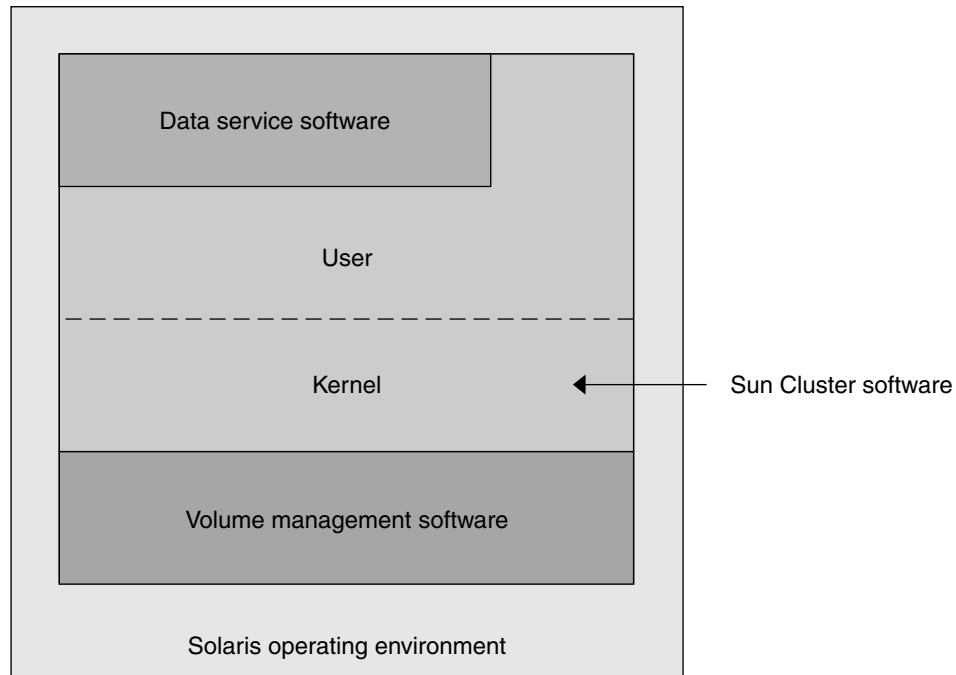 Data service software
User
Kernel
Sun Cluster software
Volume management software
Solaris operating environment